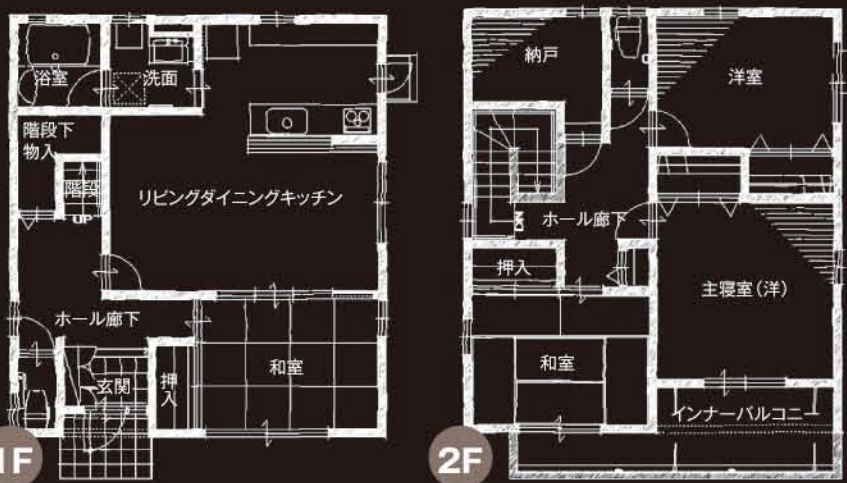 浴室
洗面
階段下
物入
階段
UP
リビングダイニングキッチン
ホール廊下
玄関
押入
和室
1F
納戸
洋室
ホール廊下
DN
押入
主寝室(洋)
和室
インナーバルコニー
2F